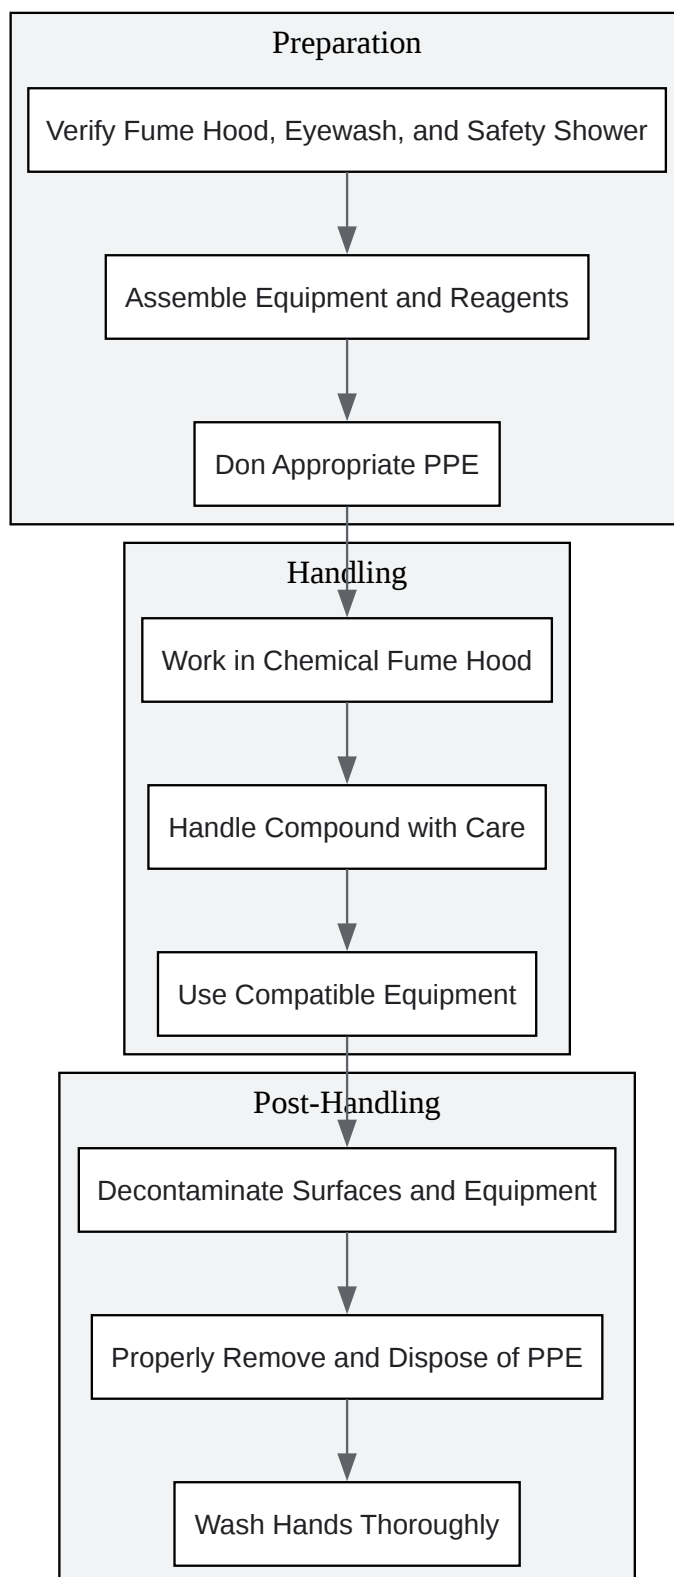 Preparation
Verify Fume Hood, Eyewash, and Safety Shower
Assemble Equipment and Reagents
Don Appropriate PPE
Handling
Work in Chemical Fume Hood
Handle Compound with Care
Use Compatible Equipment
Post-Handling
Decontaminate Surfaces and Equipment
Properly Remove and Dispose of PPE
Wash Hands Thoroughly